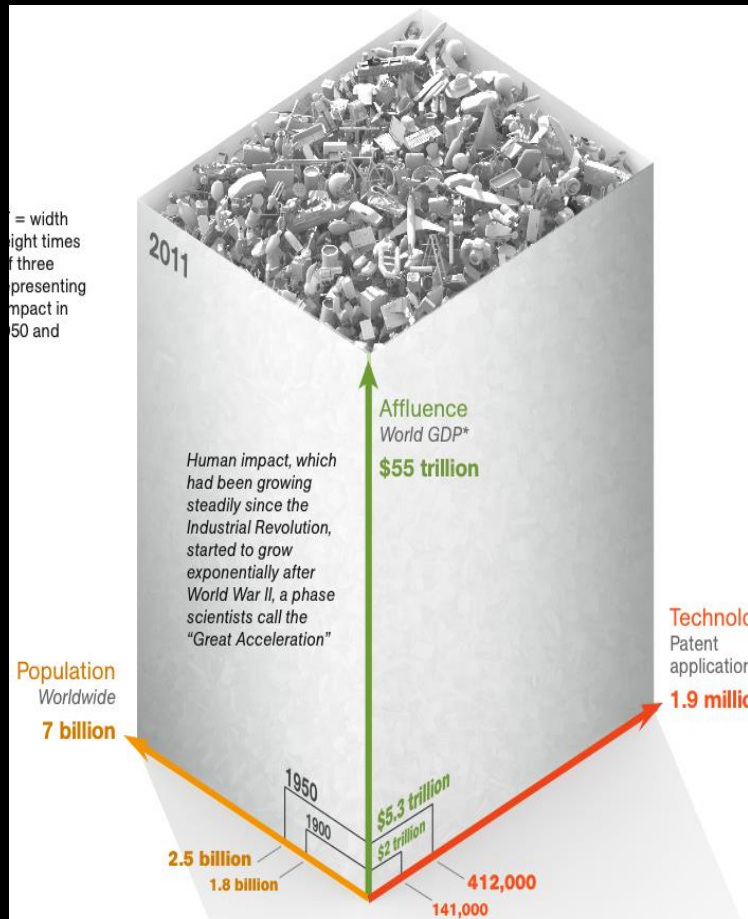 = width
eight times
f three
epresenting
mpact in
950 and
2011
Affluence
World GDP*
$55 trillion
Human impact, which
had been growing
steadily since the
Industrial Revolution,
started to grow
exponentially after
World War II, a phase
scientists call the
“Great Acceleration”
Population
Worldwide
7 billion
Technolo
Patent
application
1.9 millio
1950
$5.3 trillion
1900
$2 trillion
2.5 billion
1.8 billion
412,000
141,000